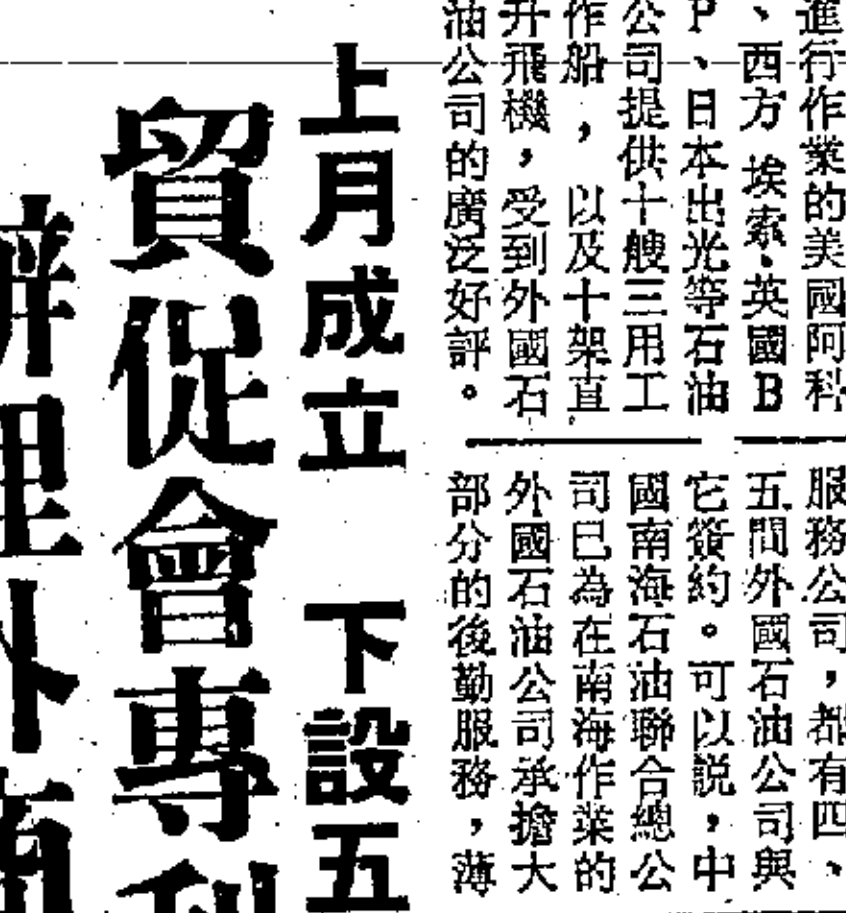 進行作業的美國阿科
、西方、埃索、英國B
P、日本出光等石油
公司提供十艘三用工
作船，以及十架直
升飛機，受到外國石
油公司的廣泛好評。
服務公司，都有四、
五間外國石油公司與
它簽約。可以説，中
國南海石油聯合總公
司已為在南海作業的
外國石油公司承擔大
部分的後勤服務，薄
上月成立　下設五
貿促會專利
辦理外商